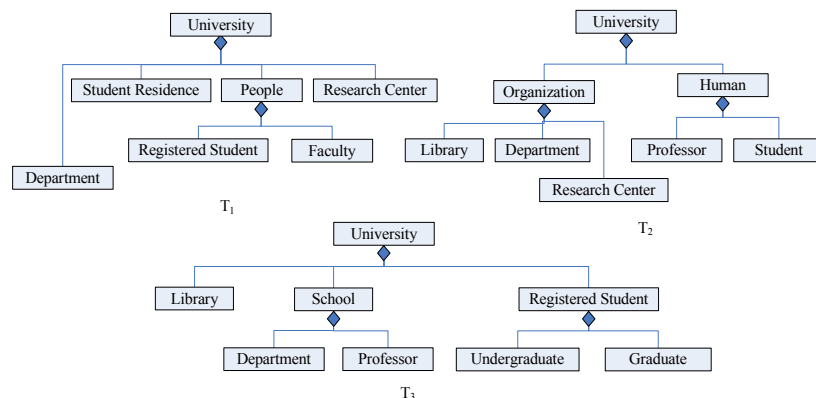 University
Student Residence
People
Research Center
Registered Student
Faculty
Department
T1
University
Organization
Human
Library
Department
Professor
Student
Research Center
T2
University
Library
School
Registered Student
Department
Professor
Undergraduate
Graduate
T3